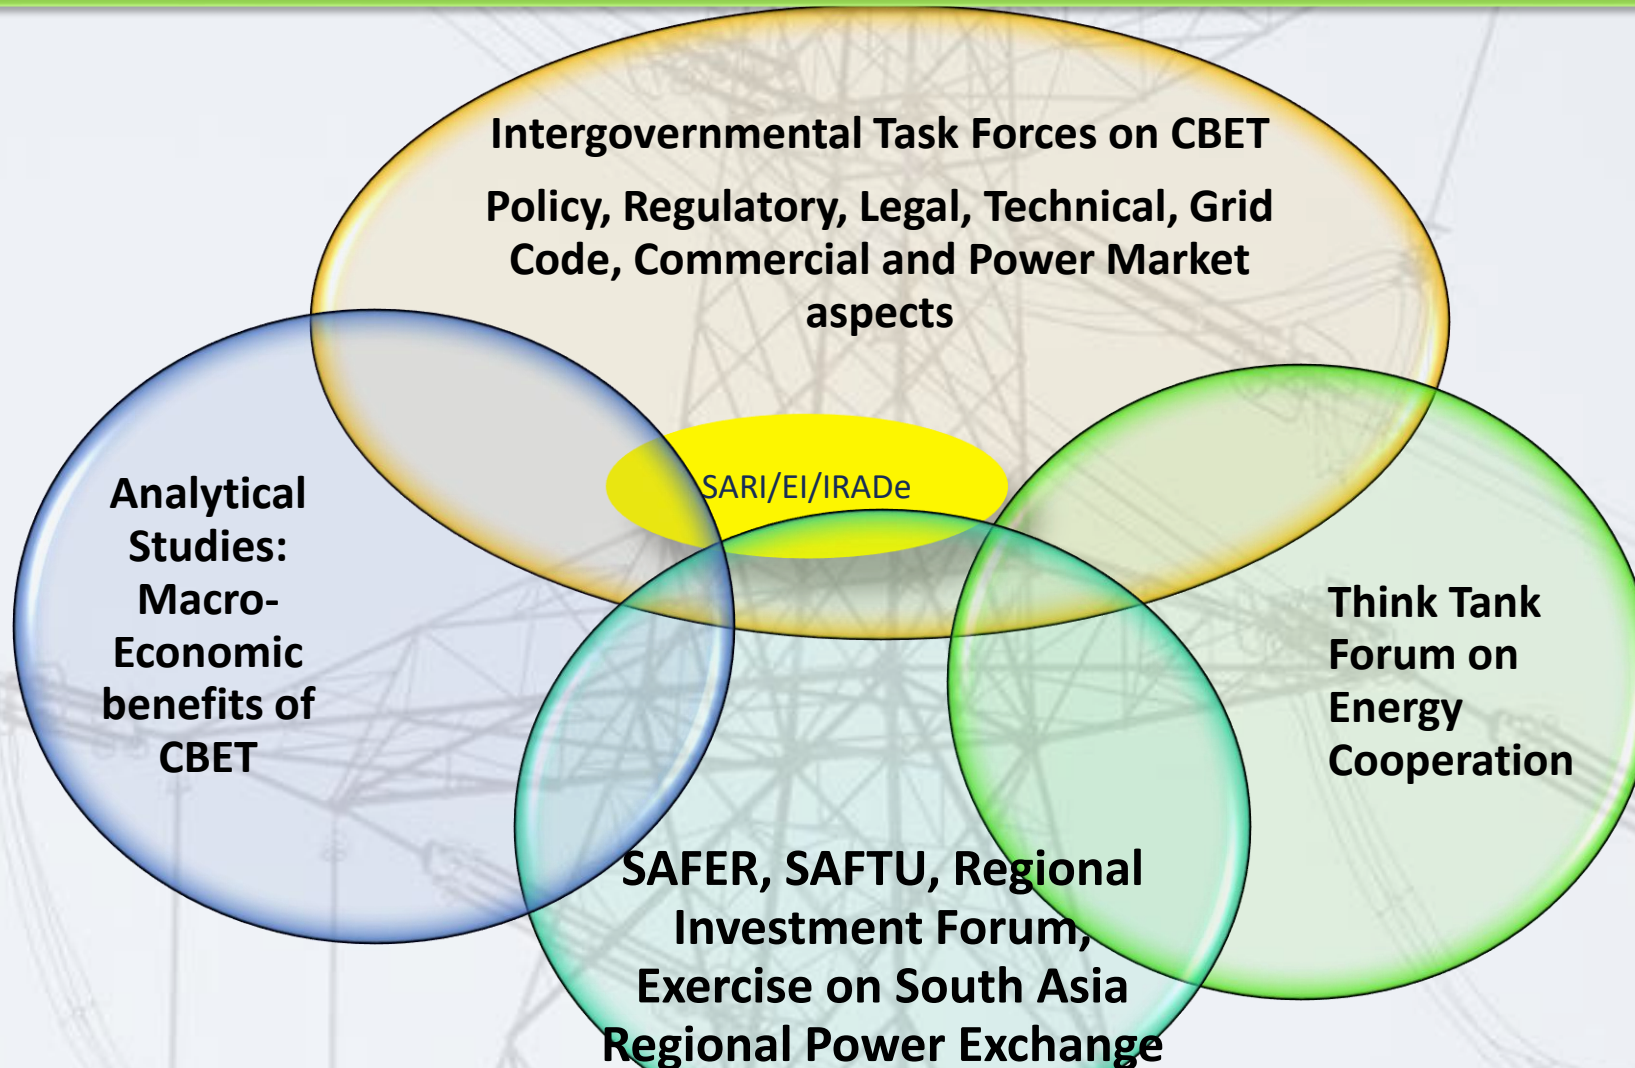 Intergovernmental Task Forces on CBET
Policy, Regulatory, Legal, Technical, Grid
Code, Commercial and Power Market
aspects
SARI/EI/IRADe
Analytical
Studies:
Macro-
Economic
benefits of
CBET
Think Tank
Forum on
Energy
Cooperation
SAFER, SAFTU, Regional
Investment Forum,
Exercise on South Asia
Regional Power Exchange